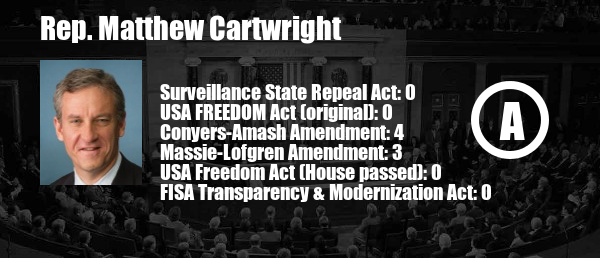 Rep. Matthew Cartwright
Surveillance State Repeal Act: 0
USA FREEDOM Act (original): 0
Conyers-Amash Amendment: 4
Massie-Lofgren Amendment: 3
USA Freedom Act (House passed): 0
FISA Transparency & Modernization Act: 0
A